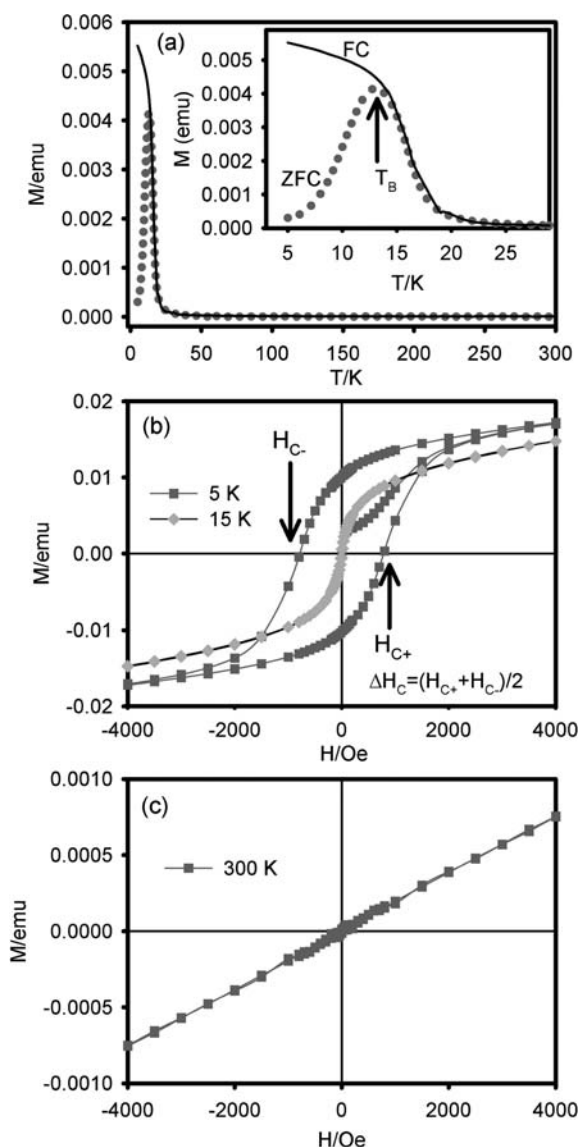 (a)
M/emu
0.006
0.005
0.004
0.003
0.002
0.001
0.000
0 50 100 150 200 250 300
T/K
FC
ZFC
T_B
M (emu)
0.005
0.004
0.003
0.002
0.001
0.000
5 10 15 20 25
T/K
(b)
M/emu
0.02
0.01
0.00
-0.01
-0.02
H_C-
5 K
15 K
H_C+
ΔH_C=(H_C++H_C-)/2
-4000 -2000 0 2000 4000
H/Oe
(c)
M/emu
0.0010
0.0005
0.0000
-0.0005
-0.0010
300 K
-4000 -2000 0 2000 4000
H/Oe